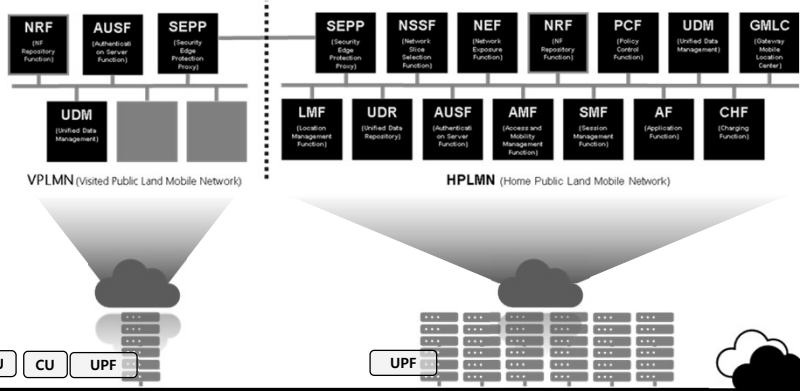 NRF
(NF
Repository
Function)
AUSF
(Authenticati
on Server
Function)
SEPP
(Security
Edge
Protection
Proxy)
SEPP
(Security
Edge
Protection
Proxy)
NSSF
(Network
Slice
Selection
Function)
NEF
(Network
Exposure
Function)
NRF
(NF
Repository
Function)
PCF
(Policy
Control
Function)
UDM
(Unified Data
Management)
GMLC
(Gateway
Mobile
Location
Center)
UDM
(Unified Data
Management)
LMF
(Location
Management
Function)
UDR
(Unified Data
Repository)
AUSF
(Authenticati
on Server
Function)
AMF
(Access and
Mobility
Management
Function)
SMF
(Session
Management
Function)
AF
(Application
Function)
CHF
(Charging
Function)
VPLMN (Visited Public Land Mobile Network)
HPLMN (Home Public Land Mobile Network)
CU
UPF
UPF